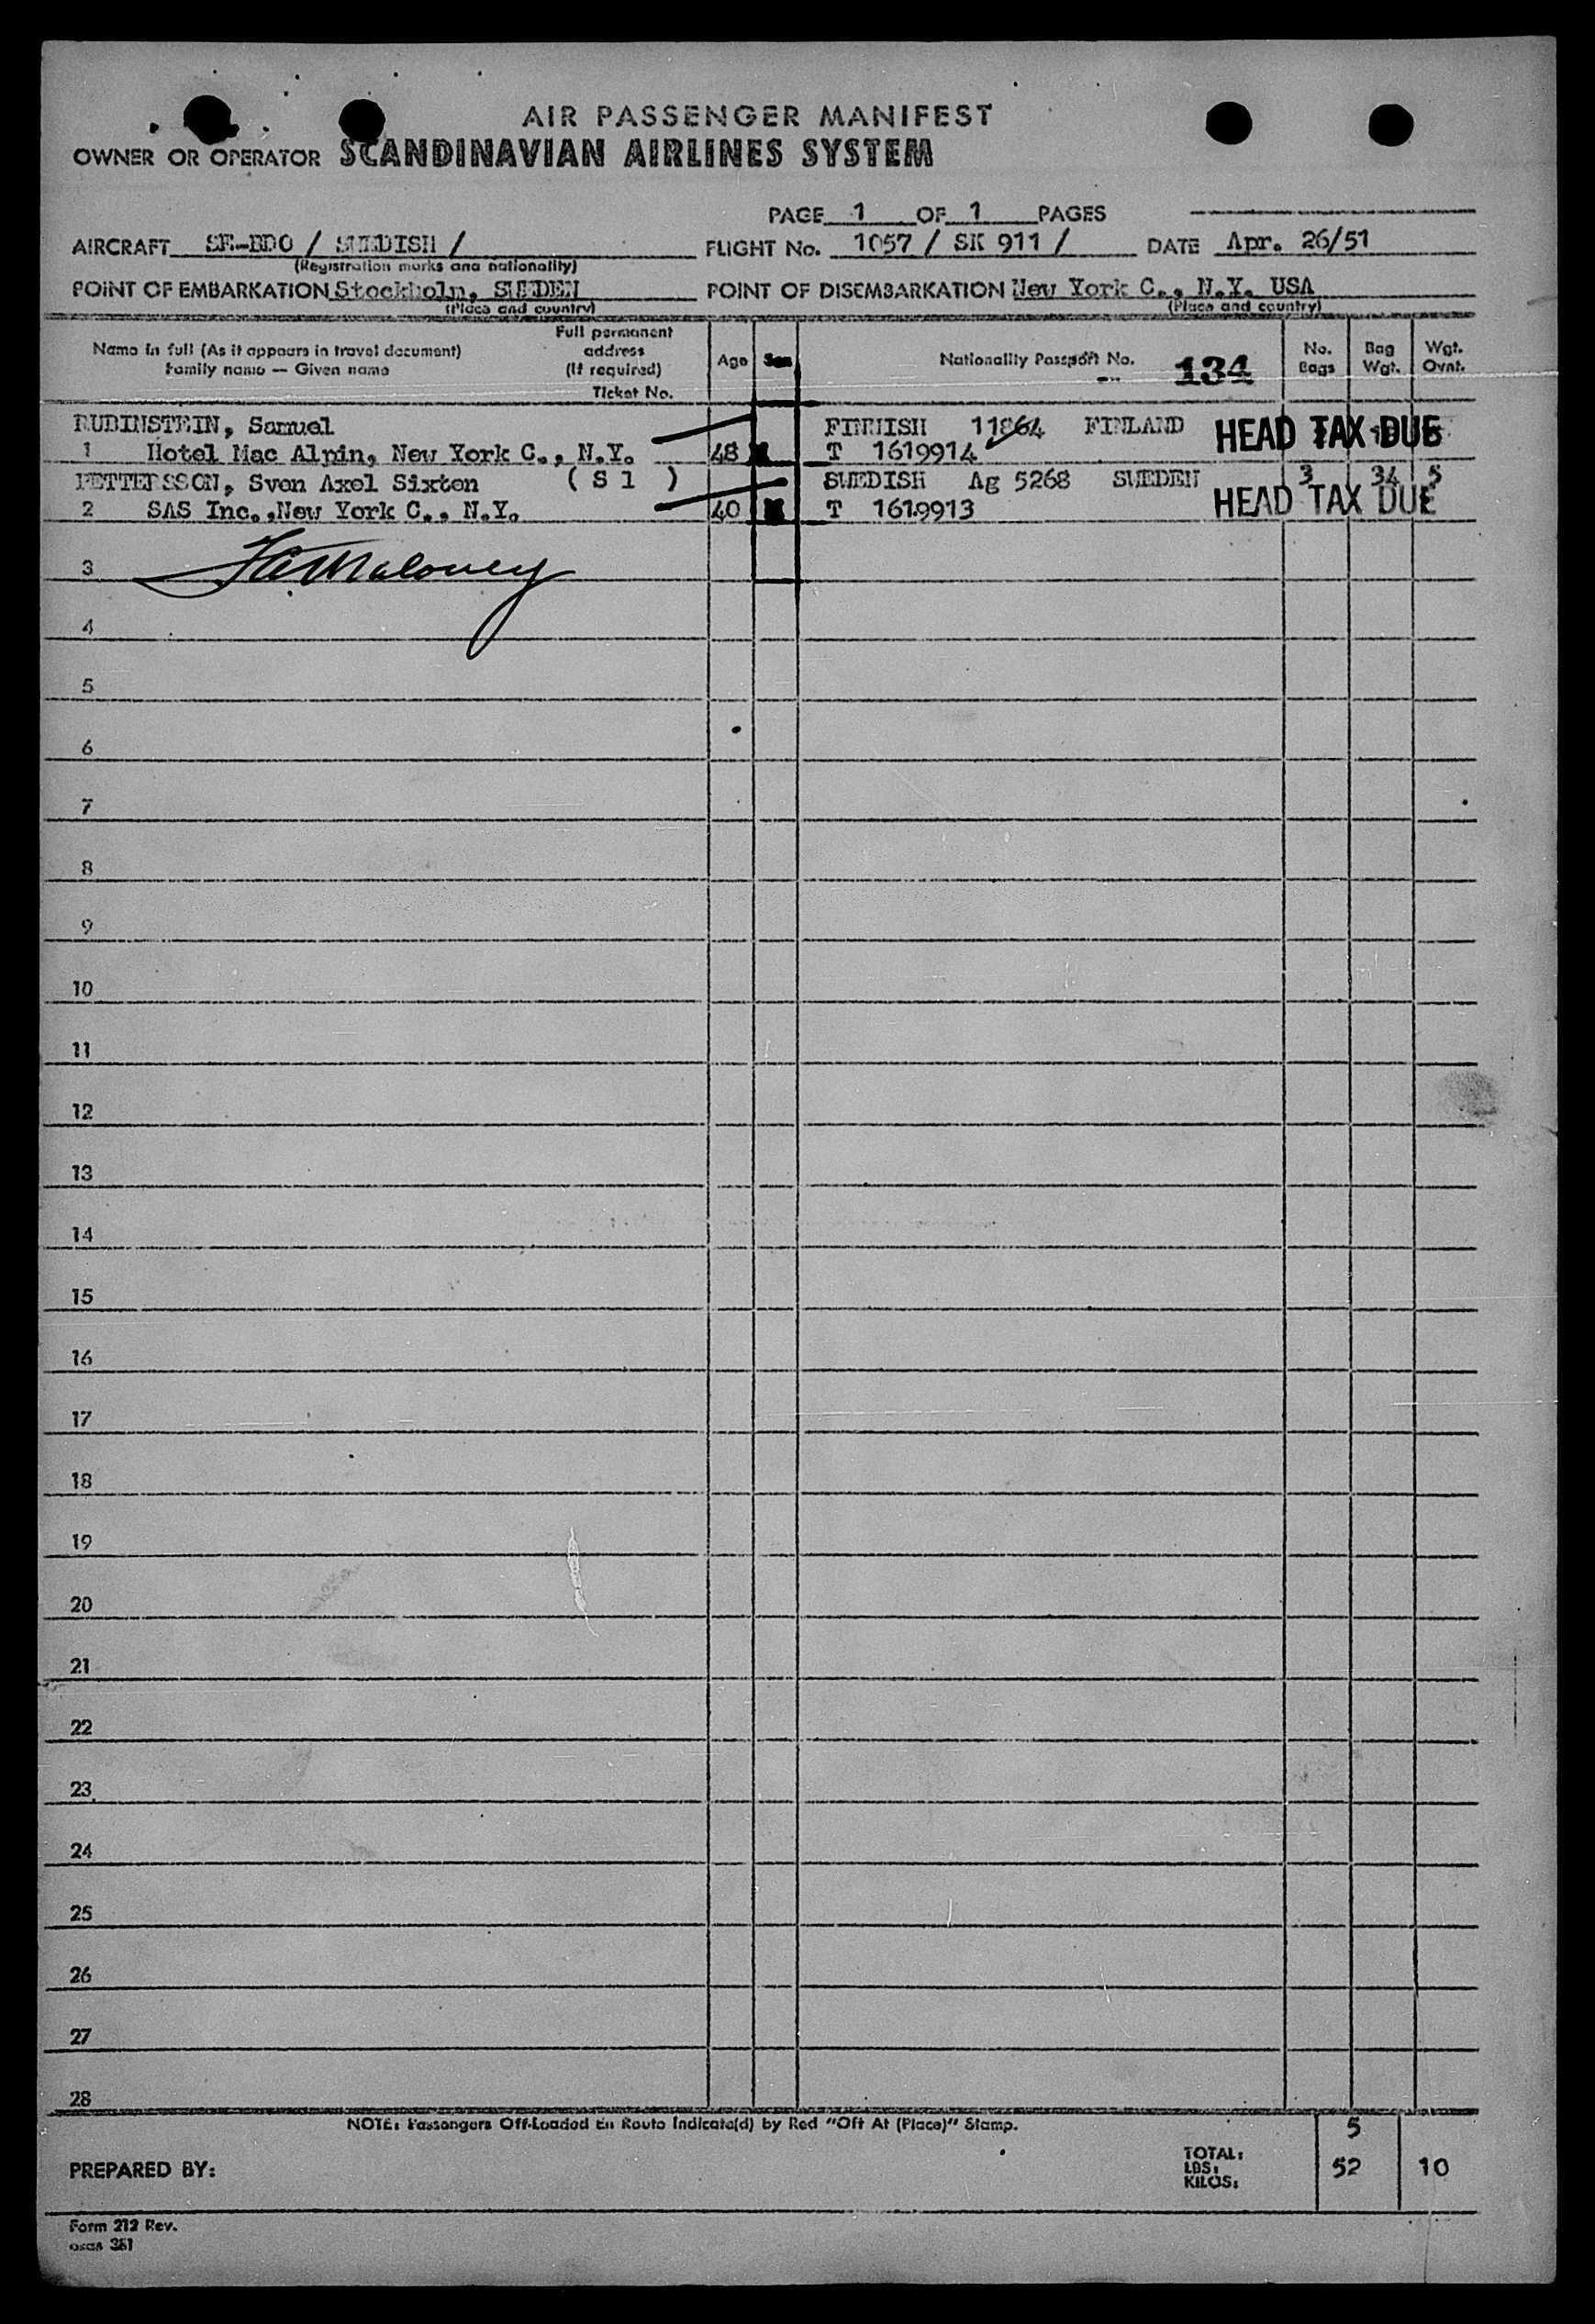 AIR PASSENGER MANIFEST
OWNER OR OPERATOR SCANDINAVIAN AIRLINES SYSTEM
PAGE 1 OF 1 PAGES
AIRCRAFT SE-BDO / SWEDISH / FLIGHT No. 1057 / SK 911 / DATE Apr. 26/51
(Registration marks and nationality)
POINT OF EMBARKATION Stockholm, SWEDEN POINT OF DISEMBARKATION New York C., N.Y. USA
(Place and country) (Place and country)
Name in full (As it appears in travel document)
Family name — Given name
Full permanent
address
(If required)
Ticket No.
Age Sex Nationality Passport No. 134 No. Bags Bag Wgt. Wgt. Ovnt.
RUBINSTEIN, Samuel FINNISH 11864 FINLAND HEAD TAX DUE
1 Hotel Mac Alpin, New York C., N.Y. 48 M T 1619914
PETTERSSON, Sven Axel Sixten ( S 1 ) SWEDISH Ag 5268 SWEDEN 3 34 5
2 SAS Inc.,New York C., N.Y. 40 M T 1619913 HEAD TAX DUE
3 Maloney
4
5
6
7
8
9
10
11
12
13
14
15
16
17
18
19
20
21
22
23
24
25
26
27
28
NOTE: Passengers Off-Loaded En Route Indicate(d) by Red "Off At (Place)" Stamp.
5
PREPARED BY: TOTAL:
LBS: 52 10
KILOS:
Form 212 Rev.
351